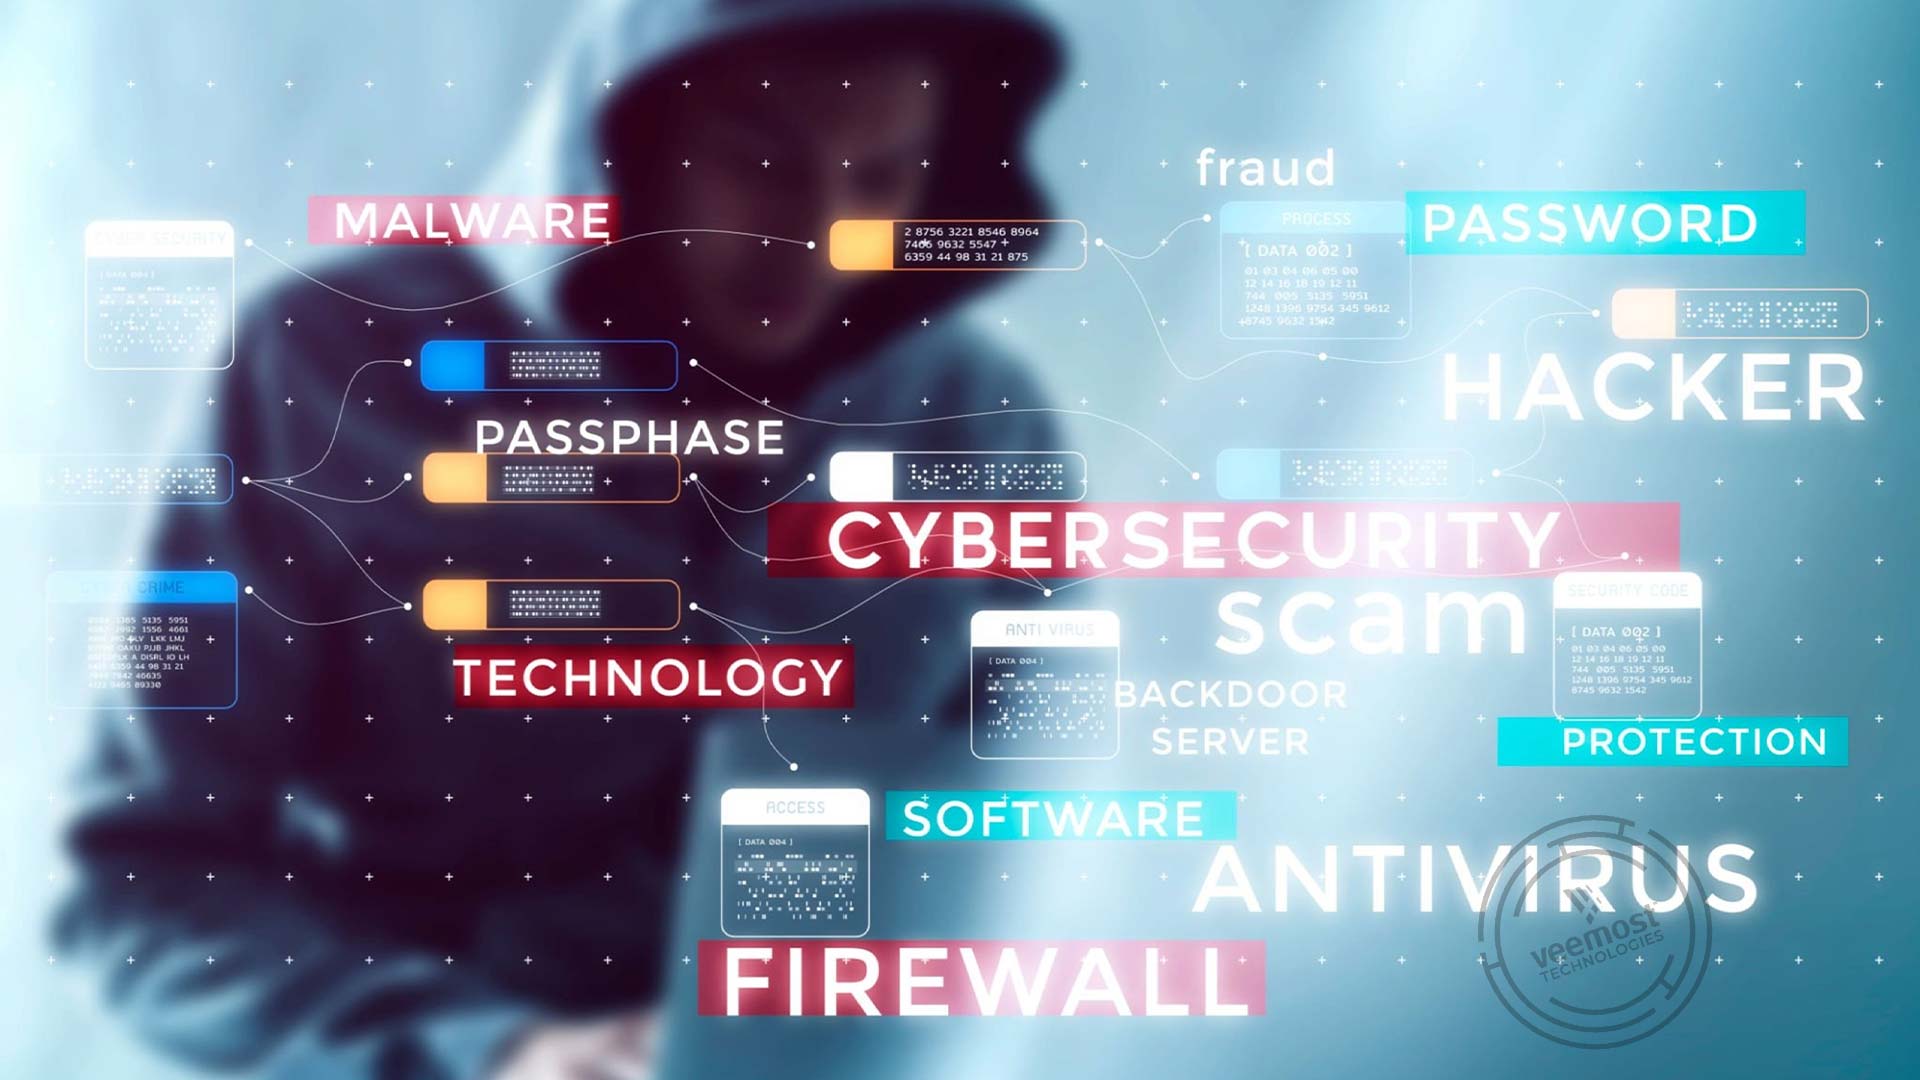 fraud
MALWARE
PASSWORD
PROCESS
CYBER SECURITY
2 8756 3221 8546 8964
7466 9632 5547
6359 44 98 31 21 875
[ DATA 002 ]
01 03 04 06 05 00
12 14 16 18 19 12 11
744 005 5135 5951
1248 1396 9754 345 9612
8745 9632 1542
[ DATA 004 ]
HACKER
PASSPHASE
CYBERSECURITY
CRIME
scam
SECURITY CODE
ANTI VIRUS
[ DATA 002 ]
01 03 04 06 05 00
12 14 16 18 19 12 11
744 005 5135 5951
1248 1396 9754 345 9612
8745 9632 1542
[ DATA 004 ]
TECHNOLOGY
BACKDOOR
SERVER
PROTECTION
ACCESS
SOFTWARE
[ DATA 004 ]
ANTIVIRUS
veemost
TECHNOLOGIES
FIREWALL